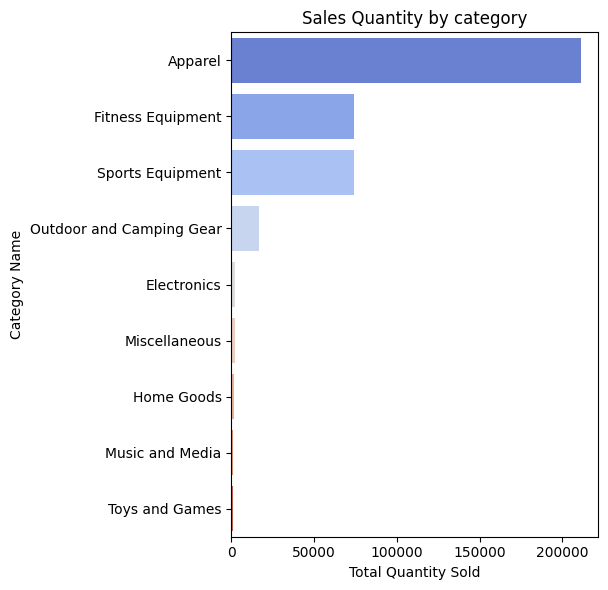 Sales Quantity by category
Category Name
Apparel
Fitness Equipment
Sports Equipment
Outdoor and Camping Gear
Electronics
Miscellaneous
Home Goods
Music and Media
Toys and Games
0 50000 100000 150000 200000
Total Quantity Sold